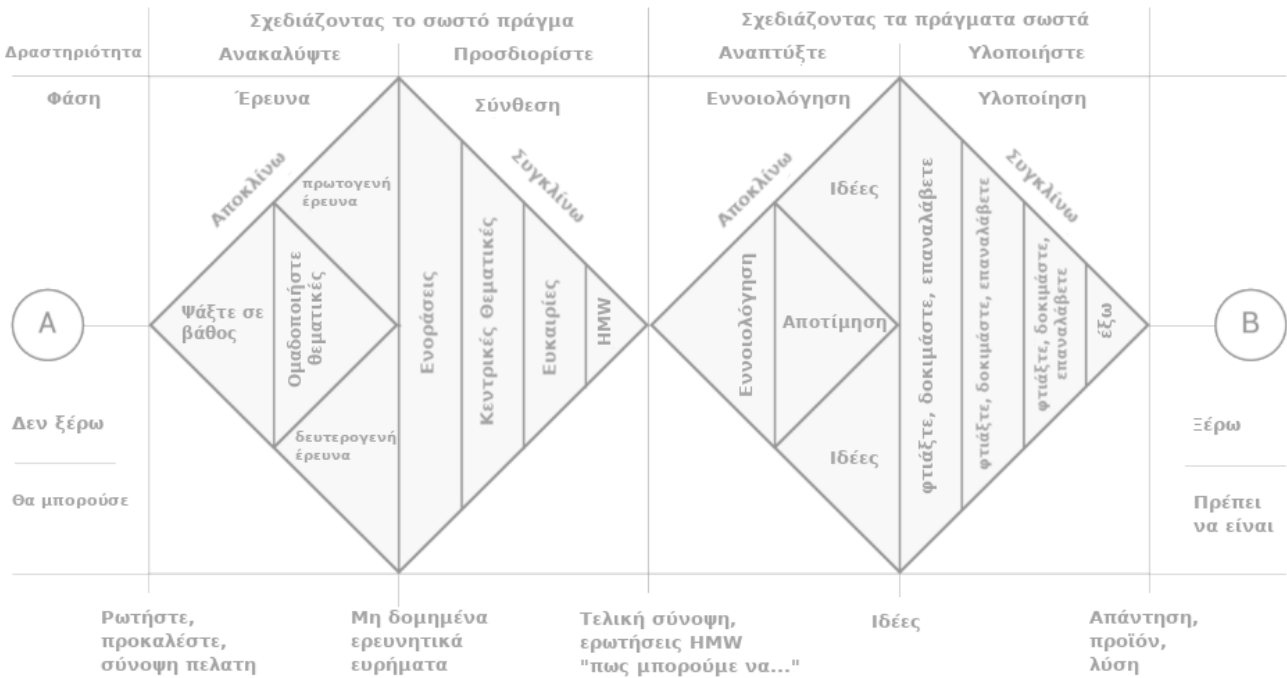 Σχεδιάζοντας το σωστό πράγμα
Σχεδιάζοντας τα πράγματα σωστά
Δραστηριότητα
Ανακαλύψτε
Προσδιορίστε
Αναπτύξτε
Υλοποιήστε
Φάση
Έρευνα
Σύνθεση
Εννοιολόγηση
Υλοποίηση
Αποκλίνω
Συγκλίνω
Αποκλίνω
Συγκλίνω
πρωτογενή
έρευνα
Ψάξτε σε
βάθος
Ομαδοποιήστε
θεματικές
δευτερογενή
έρευνα
Ενοράσεις
Κεντρικές Θεματικές
Ευκαιρίες
HMW
Εννοιολόγηση
Ιδέες
Αποτίμηση
Ιδέες
φτιάξτε, δοκιμάστε, επαναλάβετε
φτιάξτε, δοκιμάστε, επαναλάβετε
φτιάξτε, δοκιμάστε,
επαναλάβετε
έξω
A
B
Δεν ξέρω
Θα μπορούσε
Ξέρω
Πρέπει
να είναι
Ρωτήστε,
προκαλέστε,
σύνοψη πελατη
Μη δομημένα
ερευνητικά
ευρήματα
Τελική σύνοψη,
ερωτήσεις HMW
"πως μπορούμε να..."
Ιδέες
Απάντηση,
προϊόν,
λύση